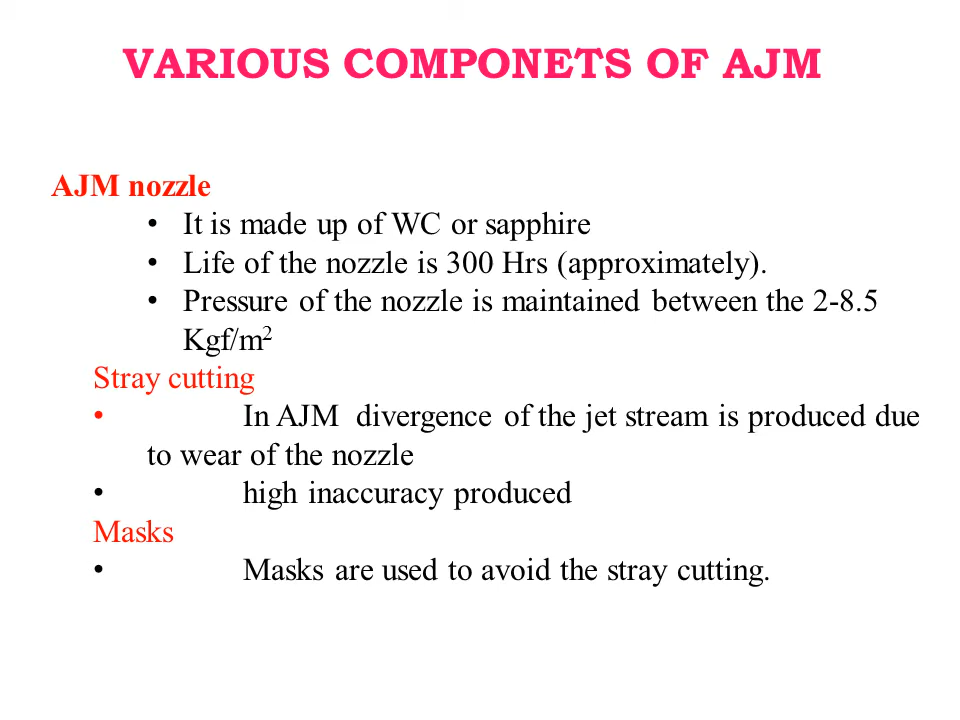 VARIOUS COMPONETS OF AJM
AJM nozzle
• It is made up of WC or sapphire
• Life of the nozzle is 300 Hrs (approximately).
• Pressure of the nozzle is maintained between the 2-8.5
Kgf/m²
Stray cutting
• In AJM divergence of the jet stream is produced due
to wear of the nozzle
• high inaccuracy produced
Masks
• Masks are used to avoid the stray cutting.